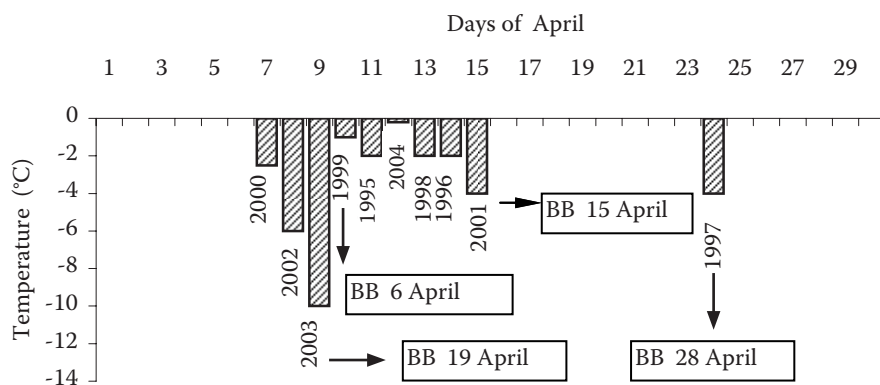 Days of April
1 3 5 7 9 11 13 15 17 19 21 23 25 27 29
Temperature (°C)
0
-2
-4
-6
-8
-10
-12
-14
2000
2002
2003
1999
1995
2004
1998
1996
2001
1997
BB 15 April
BB 6 April
BB 19 April
BB 28 April